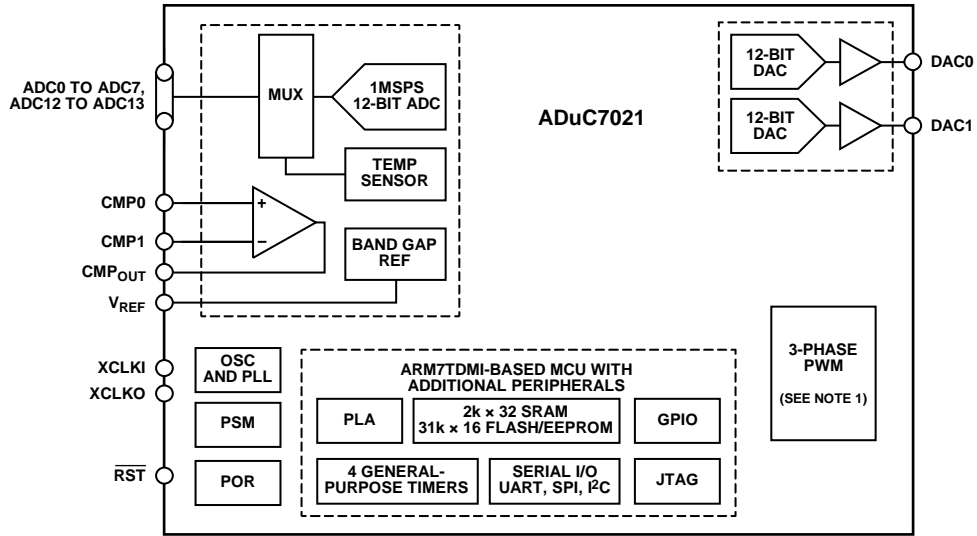 ADC0 TO ADC7,
ADC12 TO ADC13
MUX
1MSPS
12-BIT ADC
TEMP
SENSOR
CMP0
+
CMP1
−
CMPOUT
BAND GAP
REF
VREF
ADuC7021
12-BIT
DAC
DAC0
12-BIT
DAC
DAC1
XCLKI
XCLKO
OSC
AND PLL
PSM
RST
POR
ARM7TDMI-BASED MCU WITH
ADDITIONAL PERIPHERALS
PLA
2k × 32 SRAM
31k × 16 FLASH/EEPROM
GPIO
4 GENERAL-
PURPOSE TIMERS
SERIAL I/O
UART, SPI, I2C
JTAG
3-PHASE
PWM
(SEE NOTE 1)